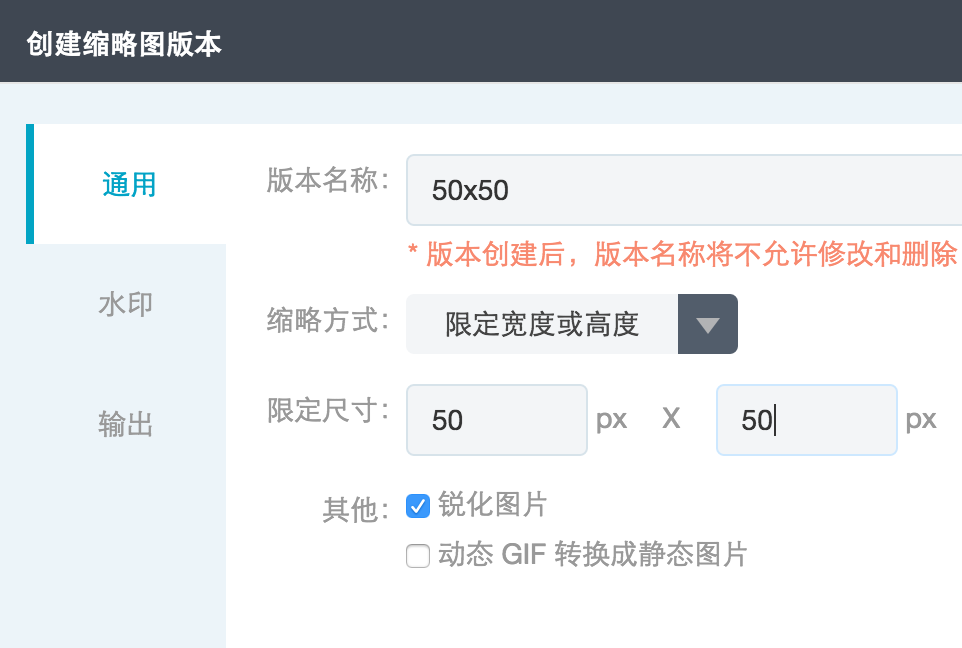 创建缩略图版本
通用
版本名称：
50x50
* 版本创建后，版本名称将不允许修改和删除
水印
缩略方式：
限定宽度或高度
限定尺寸：
50 px X 50 px
输出
其他：
锐化图片
动态 GIF 转换成静态图片